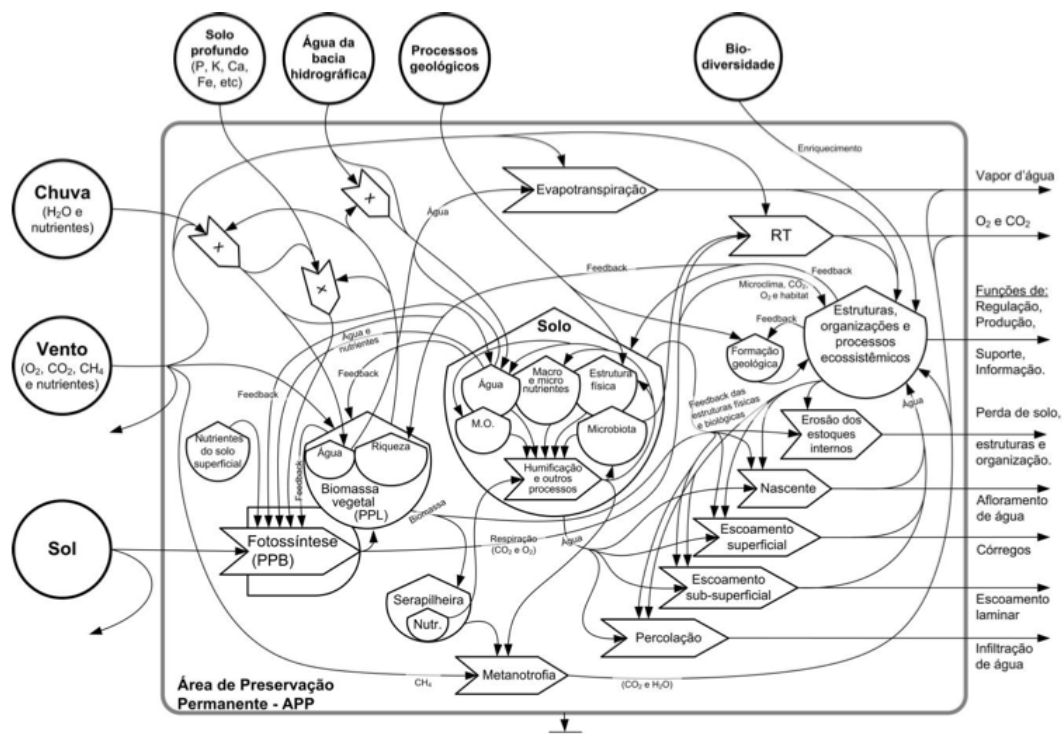 Solo
profundo
(P, K, Ca,
Fe, etc)
Água da
bacia
hidrográfica
Processos
geológicos
Bio-
diversidade
Enriquecimento
Chuva
(H₂O e
nutrientes)
Evapotranspiração
Vapor d'água
Água
X
X
X
RT
O₂ e CO₂
Feedback
Feedback
Microclima, CO₂,
O₂ e habitat
Funções de:
Regulação,
Produção,
Suporte,
Informação.
Estruturas,
organizações e
processos
ecossistêmicos
Feedback
Formação
geológica
Vento
(O₂, CO₂, CH₄
e nutrientes)
Água e
nutrientes
Feedback
Feedback
Solo
Água
Macro
e micro
nutrientes
Estrutura
física
M.O.
Microbiota
Humificação
e outros
processos
Feedback das
estruturas físicas
e biológicas
Água
Erosão dos
estoques
internos
Perda de solo,
estruturas e
organização.
Nutrientes
do solo
superficial
Feedback
Água
Riqueza
Biomassa
vegetal
(PPL)
Biomassa
Nascente
Afloramento
de água
Sol
Fotossíntese
(PPB)
Respiração
(CO₂ e O₂)
Água
Escoamento
superficial
Córregos
Escoamento
sub-superficial
Escoamento
laminar
Serapilheira
Nutr.
Percolação
Infiltração
de água
CH₄
Metanotrofia
(CO₂ e H₂O)
Área de Preservação
Permanente - APP